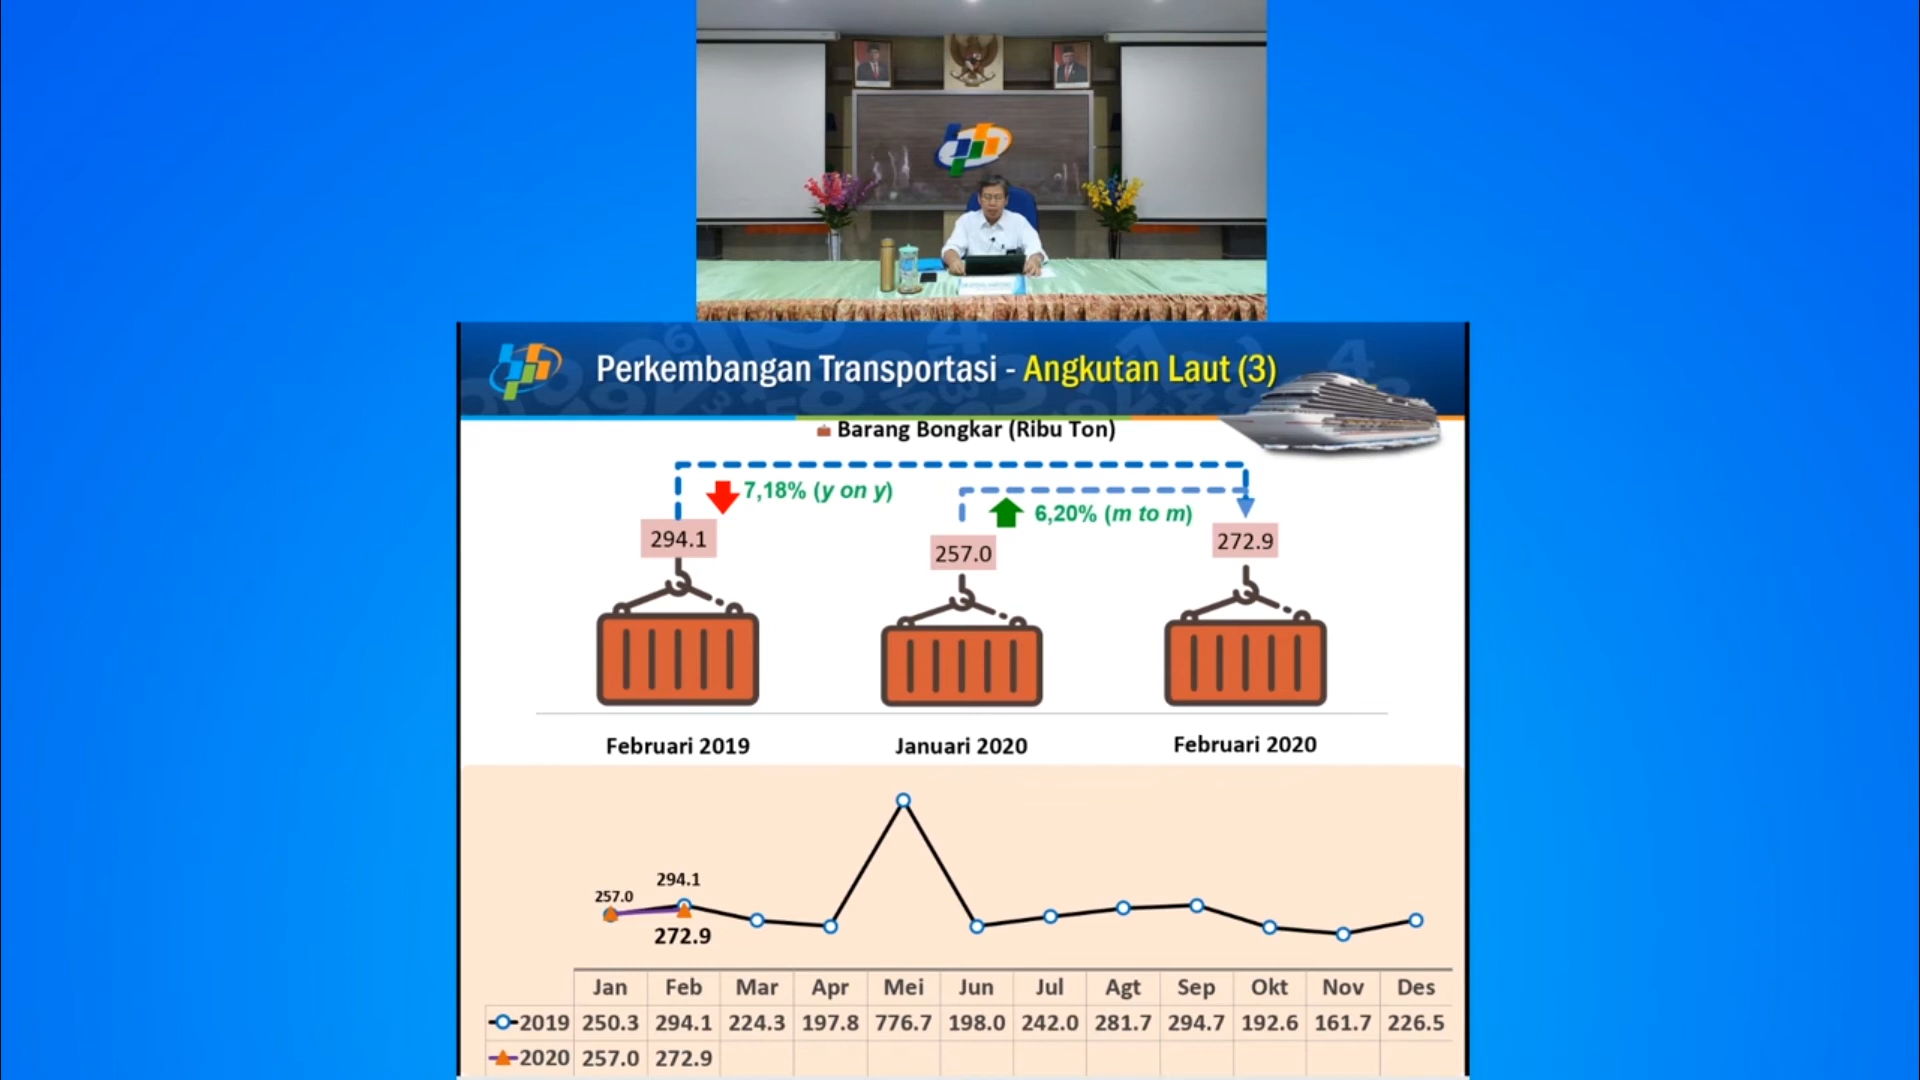 Perkembangan Transportasi - Angkutan Laut (3)
Barang Bongkar (Ribu Ton)
7,18% (y on y)
6,20% (m to m)
294.1
257.0
272.9
Februari 2019
Januari 2020
Februari 2020
294.1
257.0
272.9
Jan Feb Mar Apr Mei Jun Jul Agt Sep Okt Nov Des
2019 250.3 294.1 224.3 197.8 776.7 198.0 242.0 281.7 294.7 192.6 161.7 226.5
2020 257.0 272.9